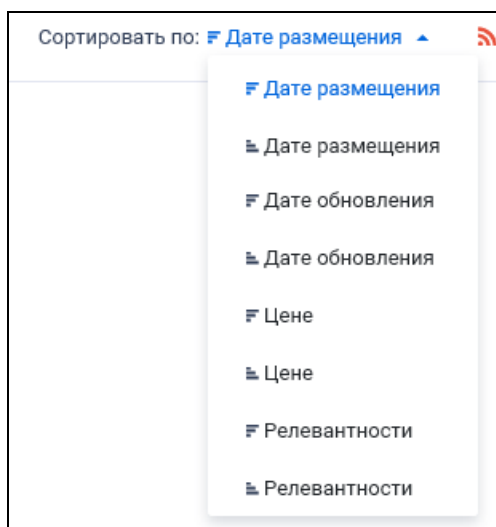 Сортировать по: Дате размещения
Дате размещения
Дате размещения
Дате обновления
Дате обновления
Цене
Цене
Релевантности
Релевантности